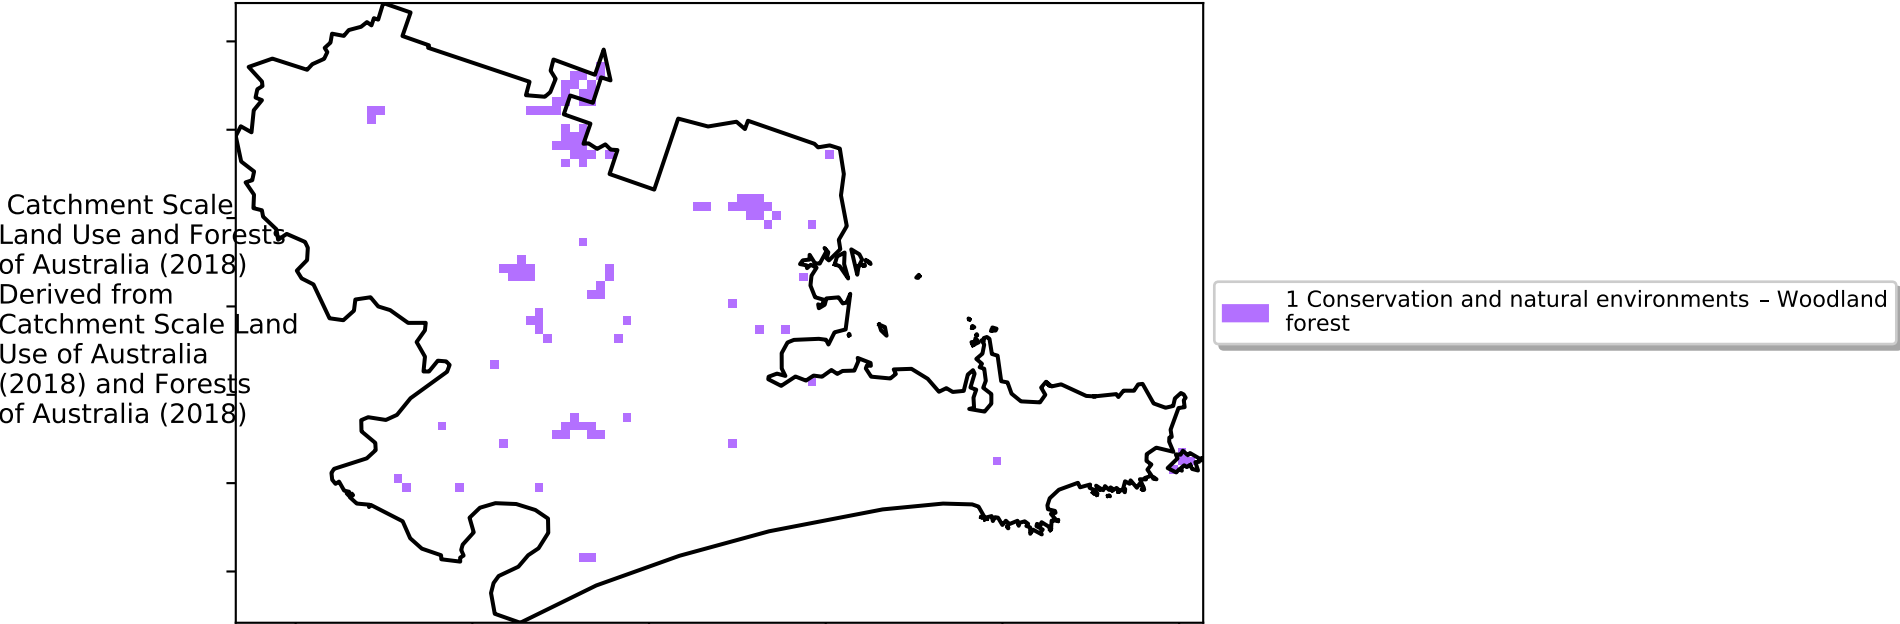 Catchment Scale
Land Use and Forests
of Australia (2018)
Derived from
Catchment Scale Land
Use of Australia
(2018) and Forests
of Australia (2018)
1 Conservation and natural environments – Woodland
forest